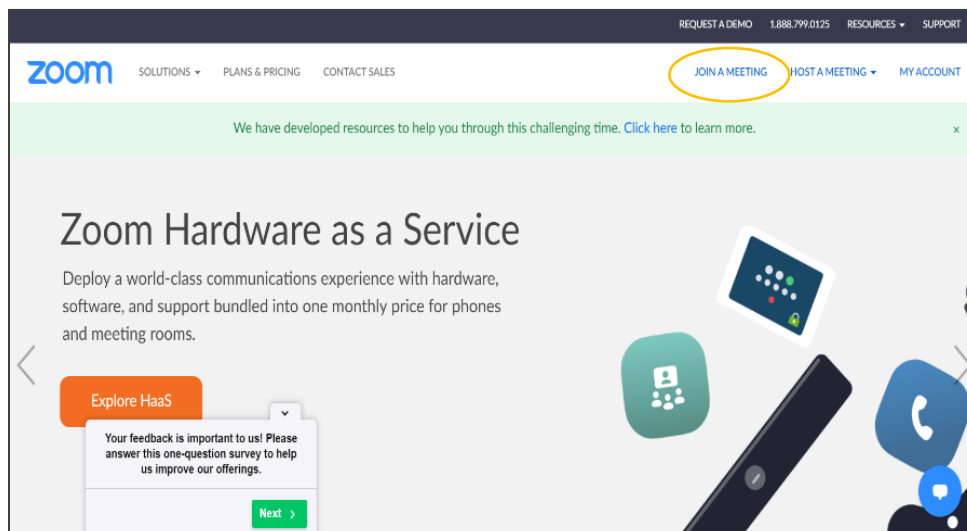 REQUEST A DEMO 1.888.799.0125 RESOURCES SUPPORT
zoom SOLUTIONS PLANS & PRICING CONTACT SALES JOIN A MEETING HOST A MEETING MY ACCOUNT
We have developed resources to help you through this challenging time. Click here to learn more. x
Zoom Hardware as a Service
Deploy a world-class communications experience with hardware,
software, and support bundled into one monthly price for phones
and meeting rooms.
Explore HaaS
Your feedback is important to us! Please
answer this one-question survey to help
us improve our offerings.
Next